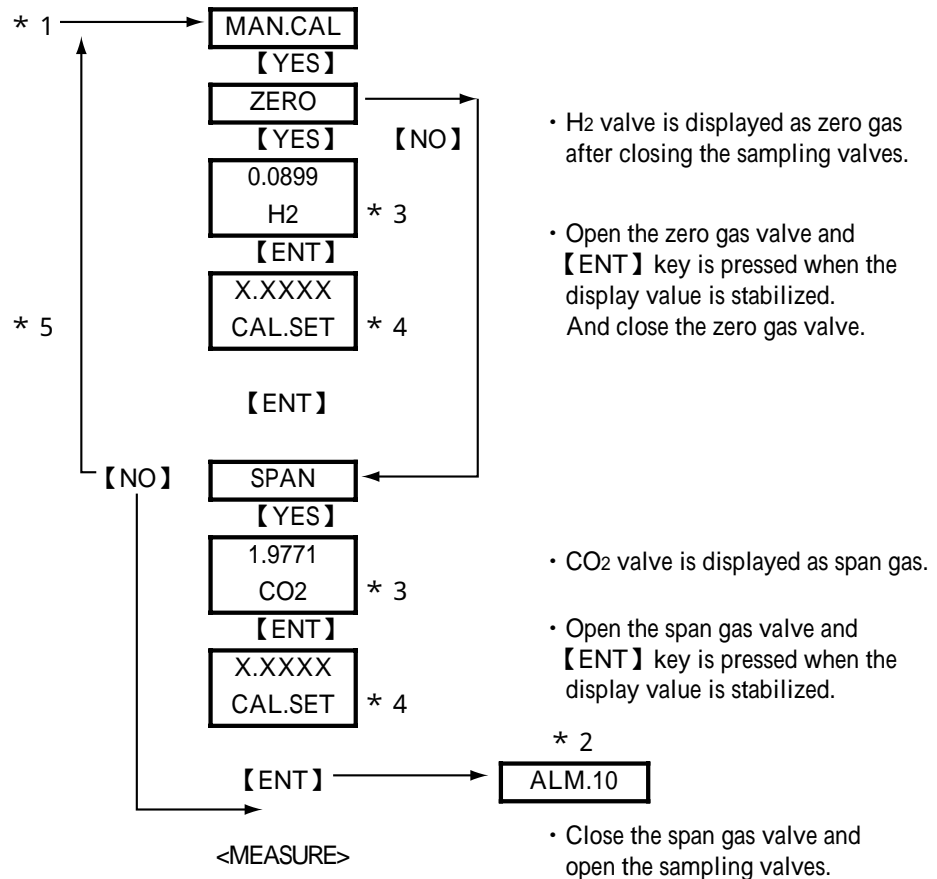 * 1
MAN.CAL
【YES】
ZERO
【YES】 【NO】
0.0899
H2 * 3
【ENT】
X.XXXX
* 5
CAL.SET * 4
【ENT】
・H2 valve is displayed as zero gas
after closing the sampling valves.
・Open the zero gas valve and
【ENT】 key is pressed when the
display value is stabilized.
And close the zero gas valve.
【NO】 SPAN
【YES】
1.9771
CO2 * 3
【ENT】
X.XXXX
CAL.SET * 4
・CO2 valve is displayed as span gas.
・Open the span gas valve and
【ENT】 key is pressed when the
display value is stabilized.
* 2
【ENT】 ALM.10
<MEASURE>
・Close the span gas valve and
open the sampling valves.